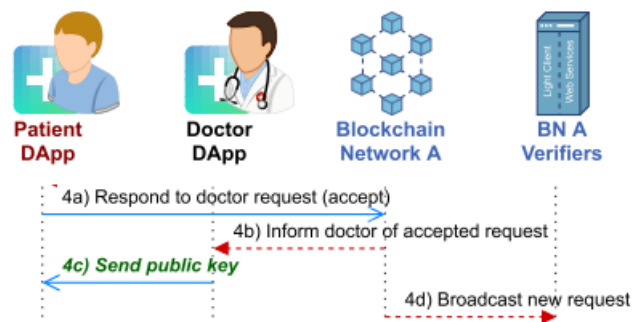 Light Client
Web Services
Patient
DApp
Doctor
DApp
Blockchain
Network A
BN A
Verifiers
4a) Respond to doctor request (accept)
4b) Inform doctor of accepted request
4c) Send public key
4d) Broadcast new request